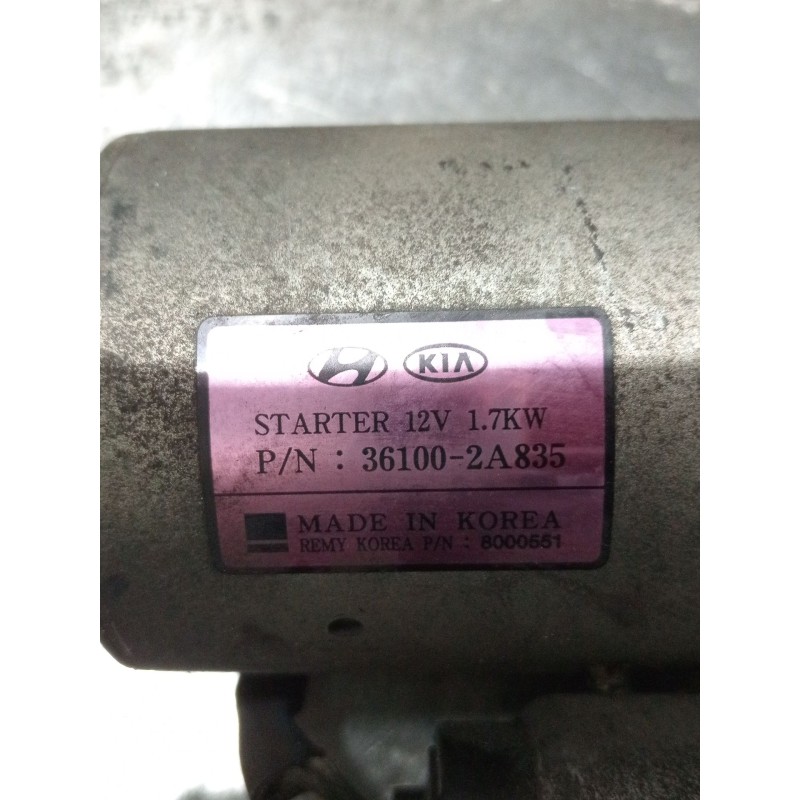 KIA
STARTER 12V 1.7KW
P/N : 36100-2A835
MADE IN KOREA
REMY KOREA P/N : 8000551